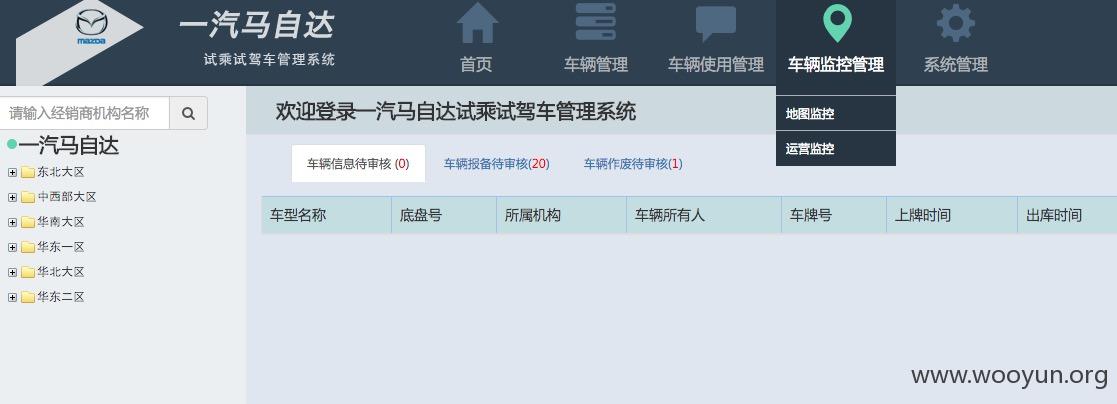 mazda
一汽马自达
试乘试驾车管理系统
首页
车辆管理
车辆使用管理
车辆监控管理
系统管理
地图监控
运营监控
请输入经销商机构名称
一汽马自达
东北大区
中西部大区
华南大区
华东一区
华北大区
华东二区
欢迎登录一汽马自达试乘试驾车管理系统
车辆信息待审核 (0)
车辆报备待审核(20)
车辆作废待审核(1)
车型名称
底盘号
所属机构
车辆所有人
车牌号
上牌时间
出库时间
www.wooyun.org